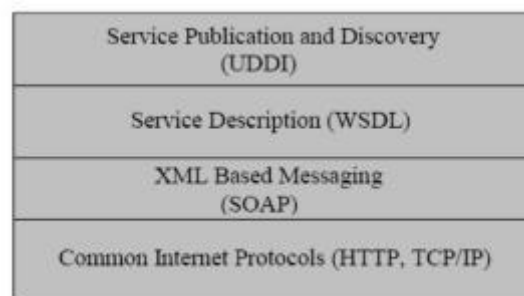 Service Publication and Discovery
(UDDI)
Service Description (WSDL)
XML Based Messaging
(SOAP)
Common Internet Protocols (HTTP, TCP/IP)